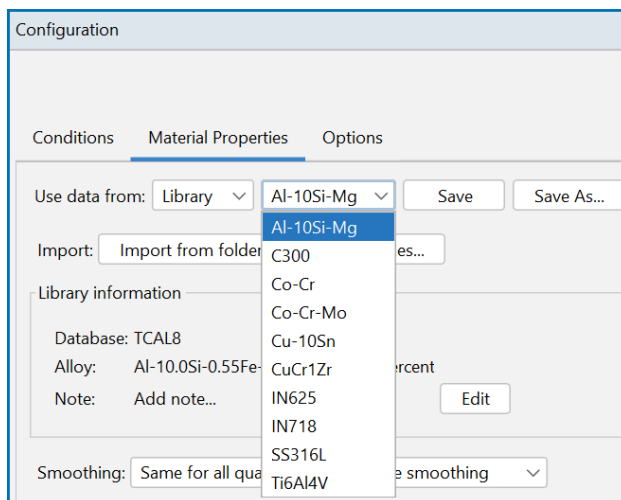 Configuration
Conditions Material Properties Options
Use data from: Library Al-10Si-Mg Save Save As...
Al-10Si-Mg
Import: Import from folder es...
C300
Co-Cr
Library information
Co-Cr-Mo
Database: TCAL8
Cu-10Sn
Alloy: Al-10.0Si-0.55Fe- ercent
CuCr1Zr
Note: Add note... Edit
IN625
IN718
SS316L
Smoothing: Same for all qua e smoothing
Ti6Al4V